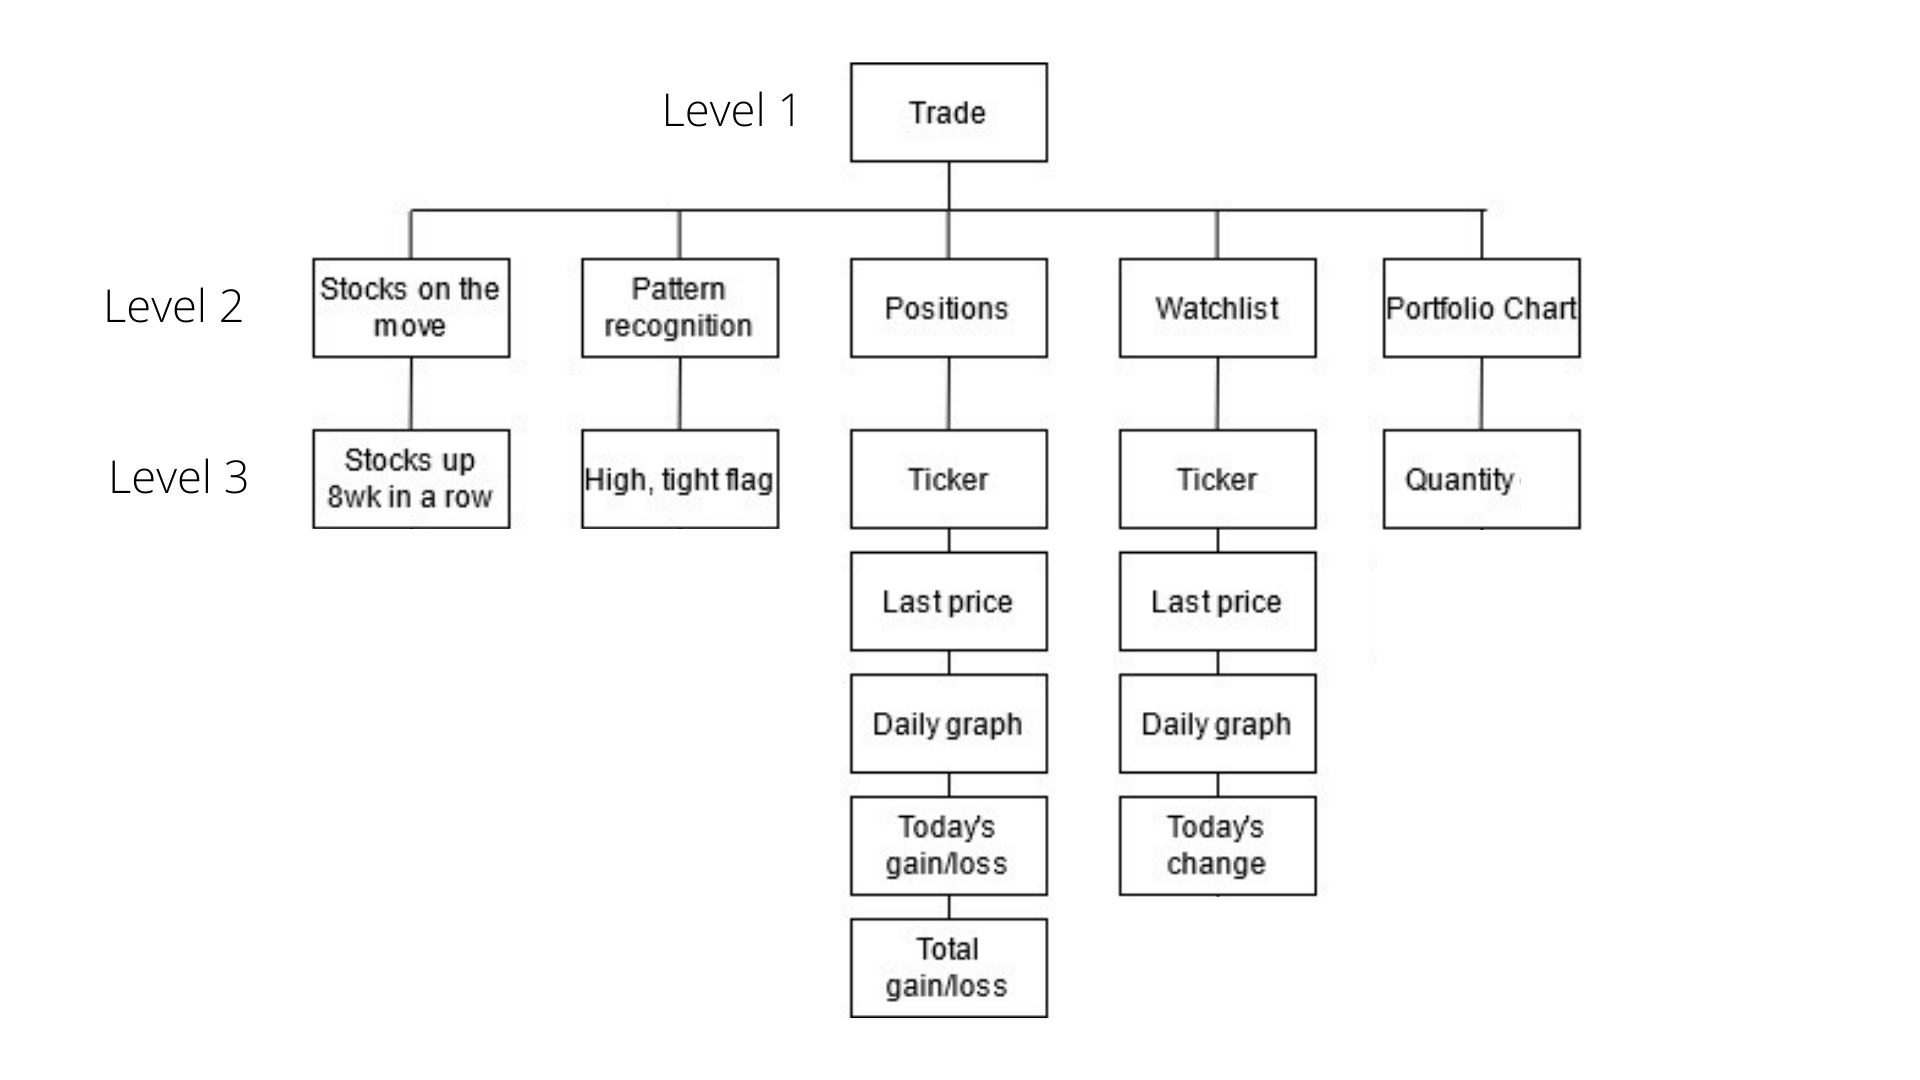 Level 1
Trade
Level 2
Stocks on the
move
Pattern
recognition
Positions
Watchlist
Portfolio Chart
Level 3
Stocks up
8wk in a row
High, tight flag
Ticker
Ticker
Quantity
Last price
Last price
Daily graph
Daily graph
Today's
gain/loss
Today's
change
Total
gain/loss